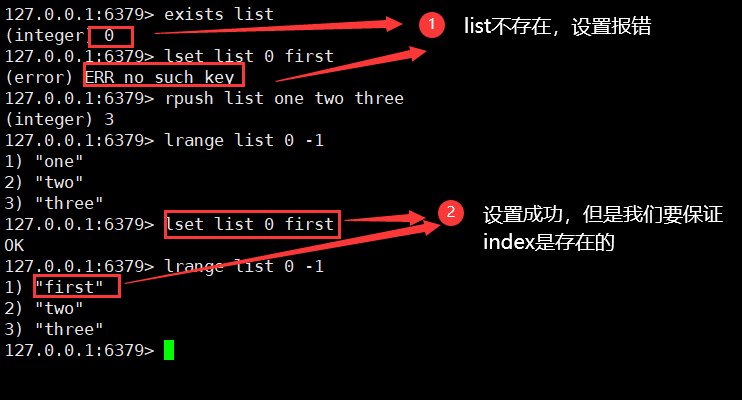 127.0.0.1:6379> exists list
(integer) 0
1 list不存在，设置报错
127.0.0.1:6379> lset list 0 first
(error) ERR no such key
127.0.0.1:6379> rpush list one two three
(integer) 3
127.0.0.1:6379> lrange list 0 -1
1) "one"
2) "two"
3) "three"
127.0.0.1:6379> lset list 0 first
2 设置成功，但是我们要保证
index是存在的
OK
127.0.0.1:6379> lrange list 0 -1
1) "first"
2) "two"
3) "three"
127.0.0.1:6379>